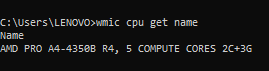 C:\Users\LENOVO>wmic cpu get name
Name
AMD PRO A4-4350B R4, 5 COMPUTE CORES 2C+3G